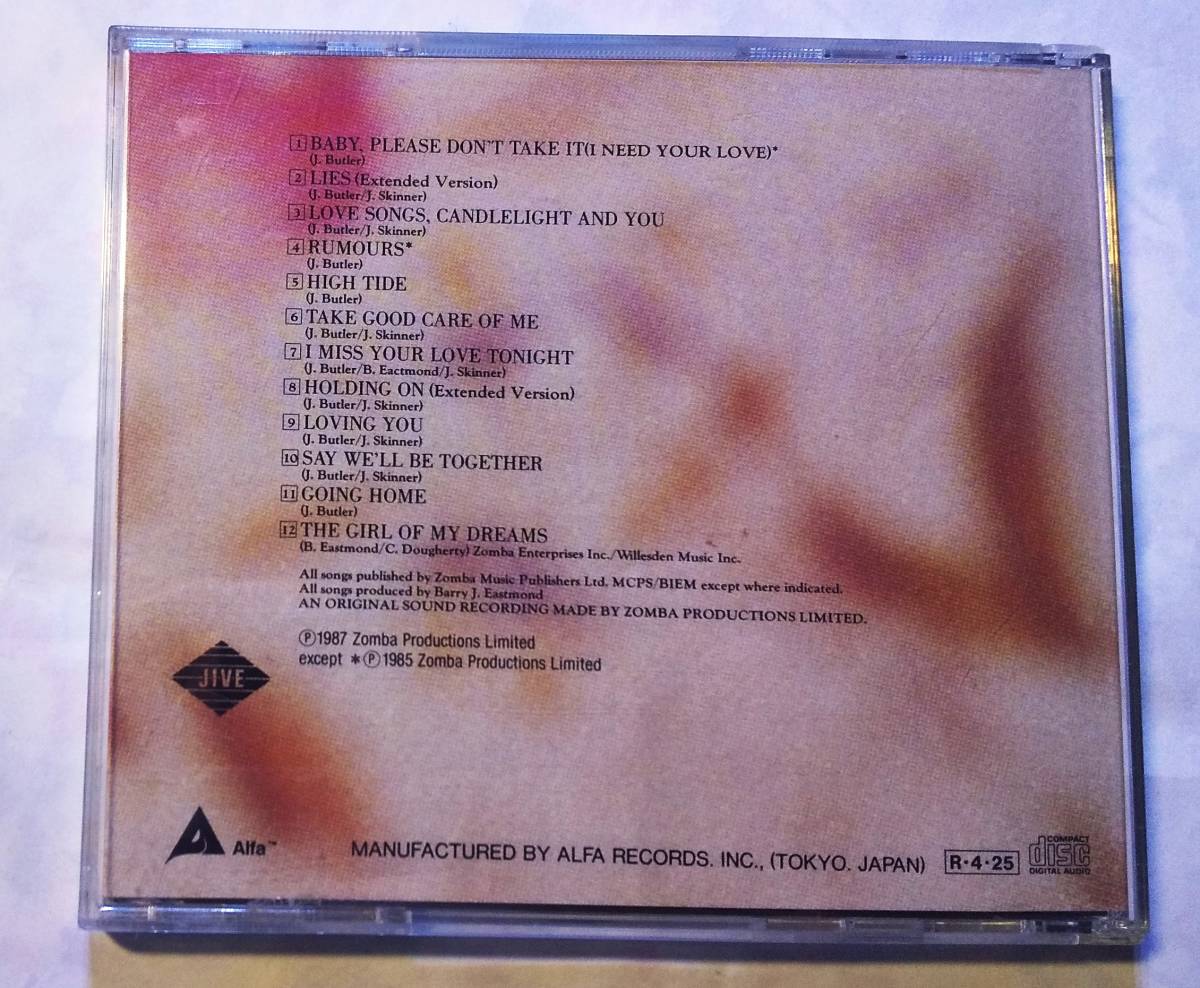 1 BABY, PLEASE DON'T TAKE IT(I NEED YOUR LOVE)*
(J. Butler)
2 LIES (Extended Version)
(J. Butler/J. Skinner)
3 LOVE SONGS, CANDLELIGHT AND YOU
(J. Butler/J. Skinner)
4 RUMOURS*
(J. Butler)
5 HIGH TIDE
(J. Butler)
6 TAKE GOOD CARE OF ME
(J. Butler/J. Skinner)
7 I MISS YOUR LOVE TONIGHT
(J. Butler/B. Eactmond/J. Skinner)
8 HOLDING ON (Extended Version)
(J. Butler/J. Skinner)
9 LOVING YOU
(J. Butler/J. Skinner)
10 SAY WE'LL BE TOGETHER
(J. Butler/J. Skinner)
11 GOING HOME
(J. Butler)
12 THE GIRL OF MY DREAMS
(B. Eastmond/C. Dougherty) Zomba Enterprises Inc./Willesden Music Inc.
All songs published by Zomba Music Publishers Ltd. MCPS/BIEM except where indicated.
All songs produced by Barry J. Eastmond
AN ORIGINAL SOUND RECORDING MADE BY ZOMBA PRODUCTIONS LIMITED.
Ⓟ1987 Zomba Productions Limited
except *Ⓟ1985 Zomba Productions Limited
JIVE
Alfa™
MANUFACTURED BY ALFA RECORDS. INC., (TOKYO. JAPAN)
R・4・25
COMPACT
disc
DIGITAL AUDIO